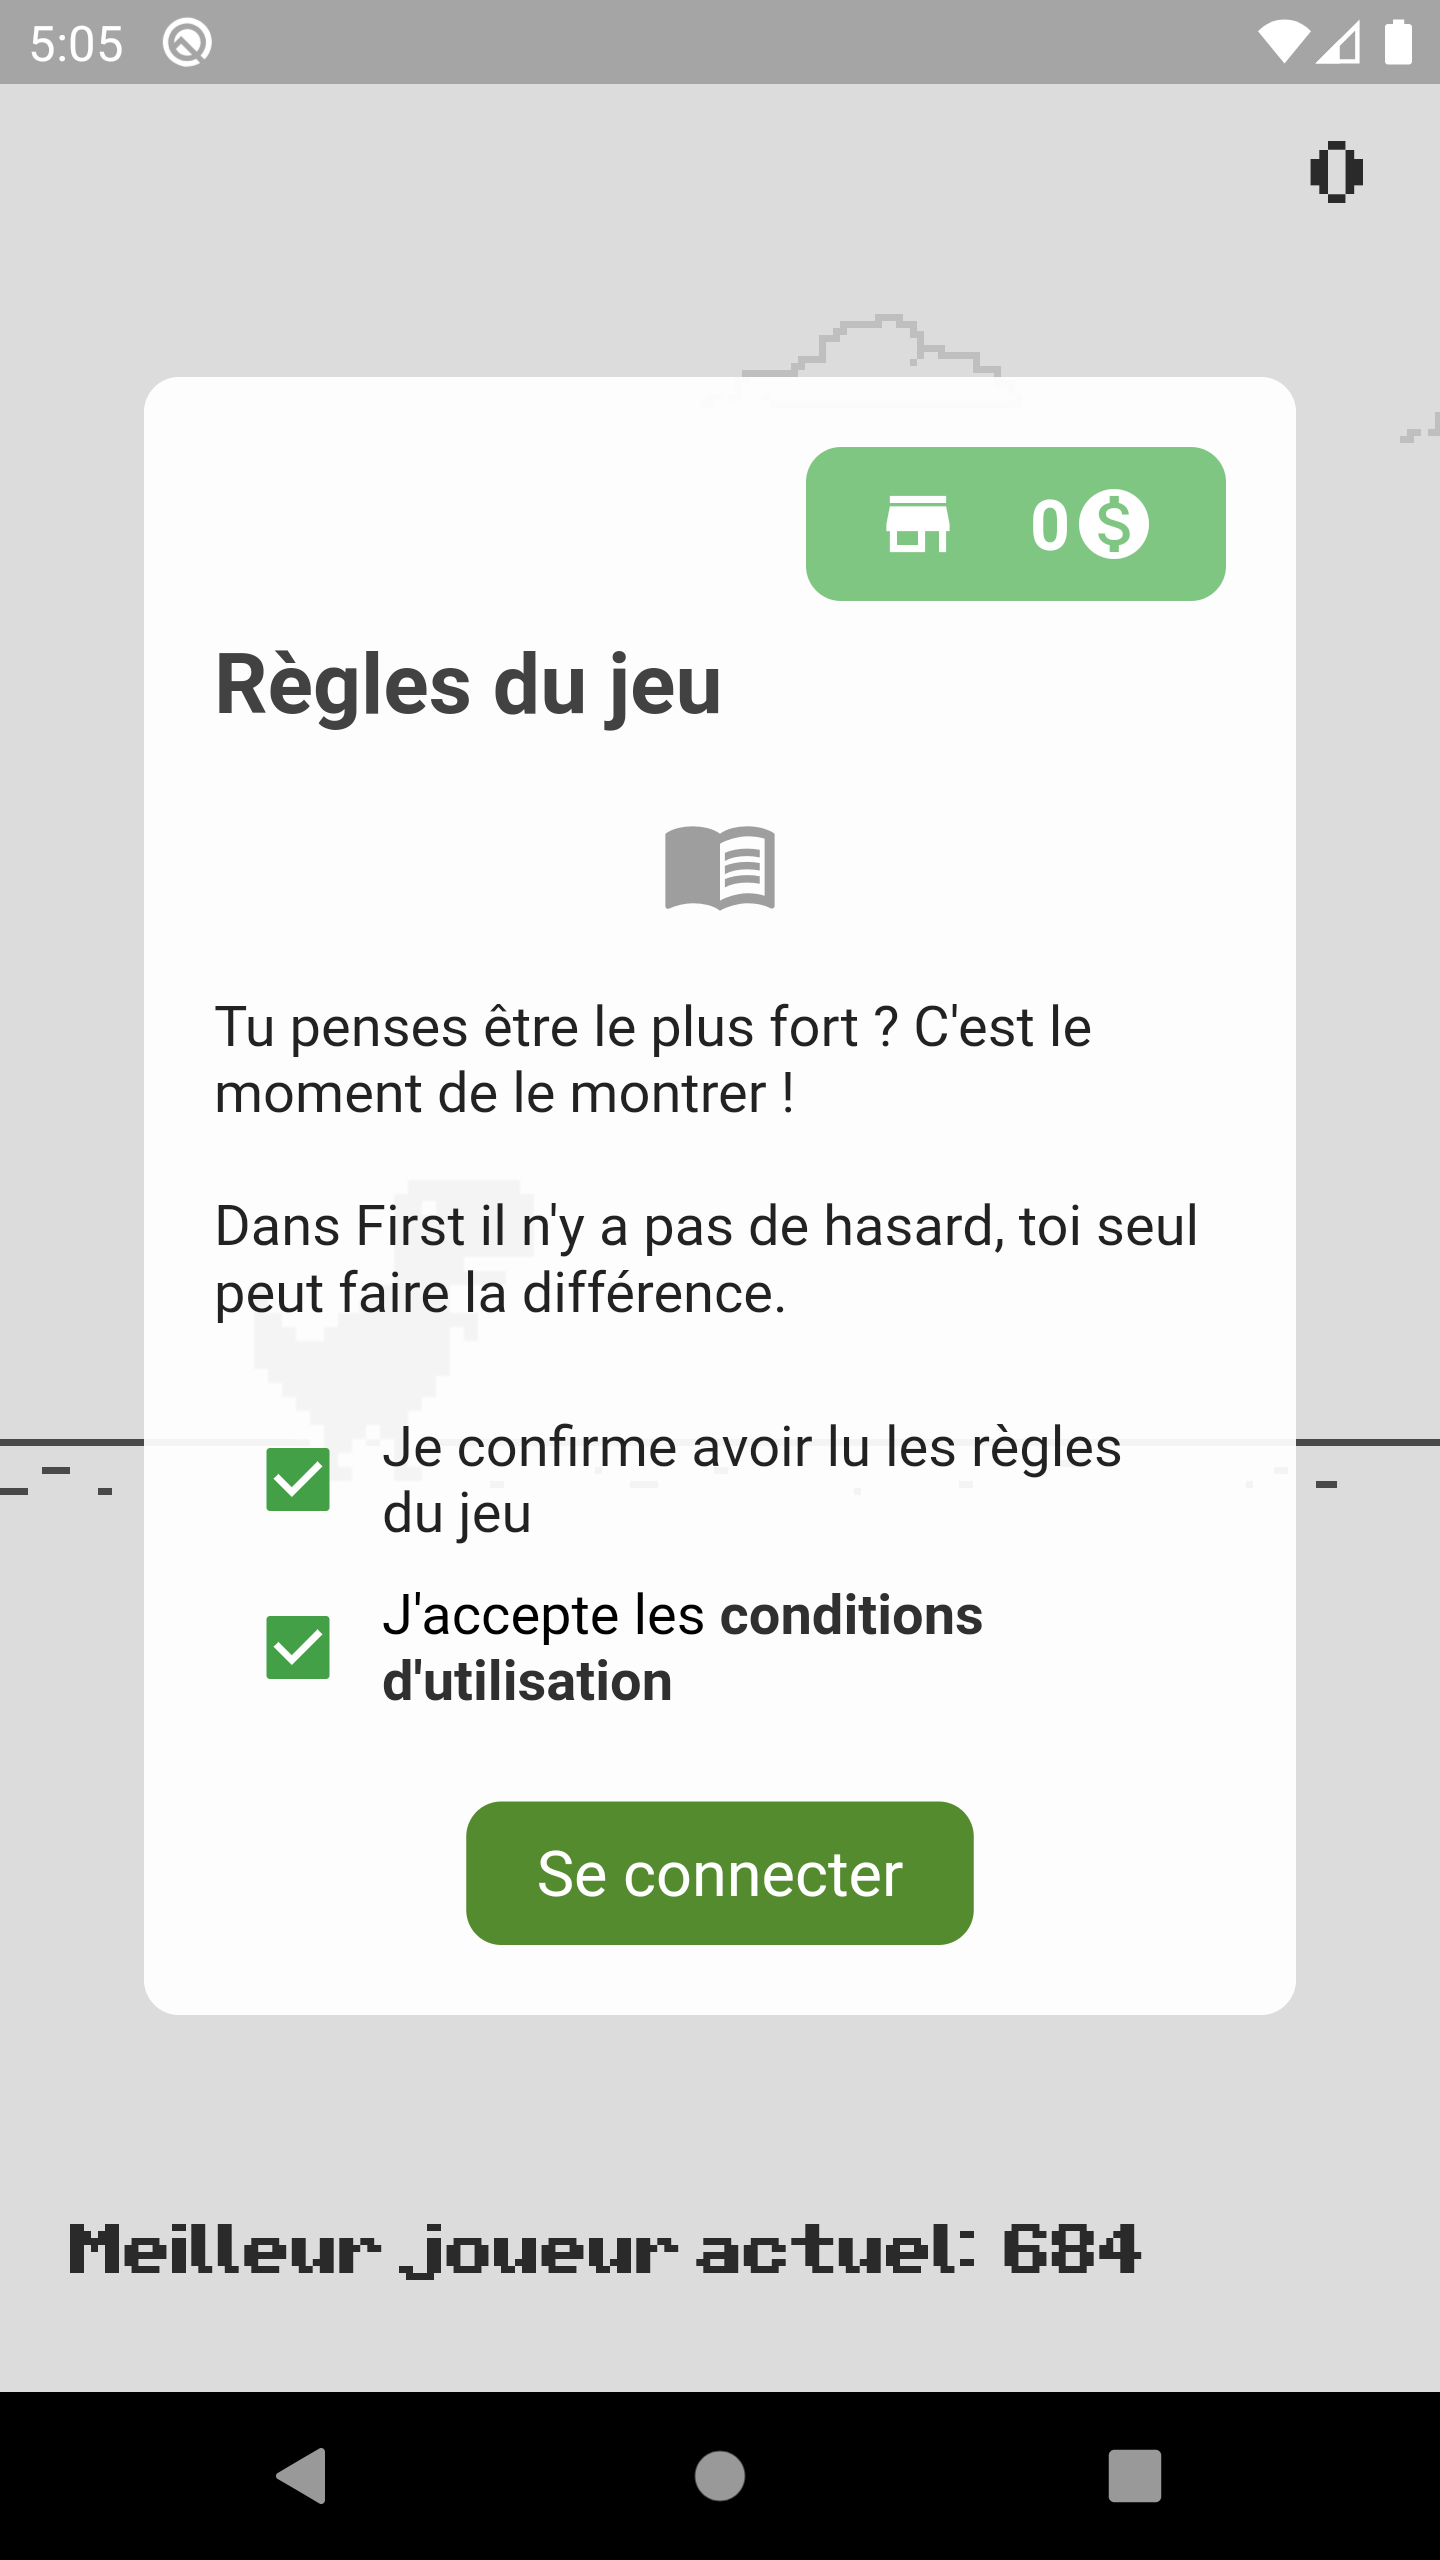 5:05
0
0
Règles du jeu
Tu penses être le plus fort ? C'est le
moment de le montrer !
Dans First il n'y a pas de hasard, toi seul
peut faire la différence.
Je confirme avoir lu les règles
du jeu
J'accepte les conditions
d'utilisation
Se connecter
Meilleur joueur actuel: 684